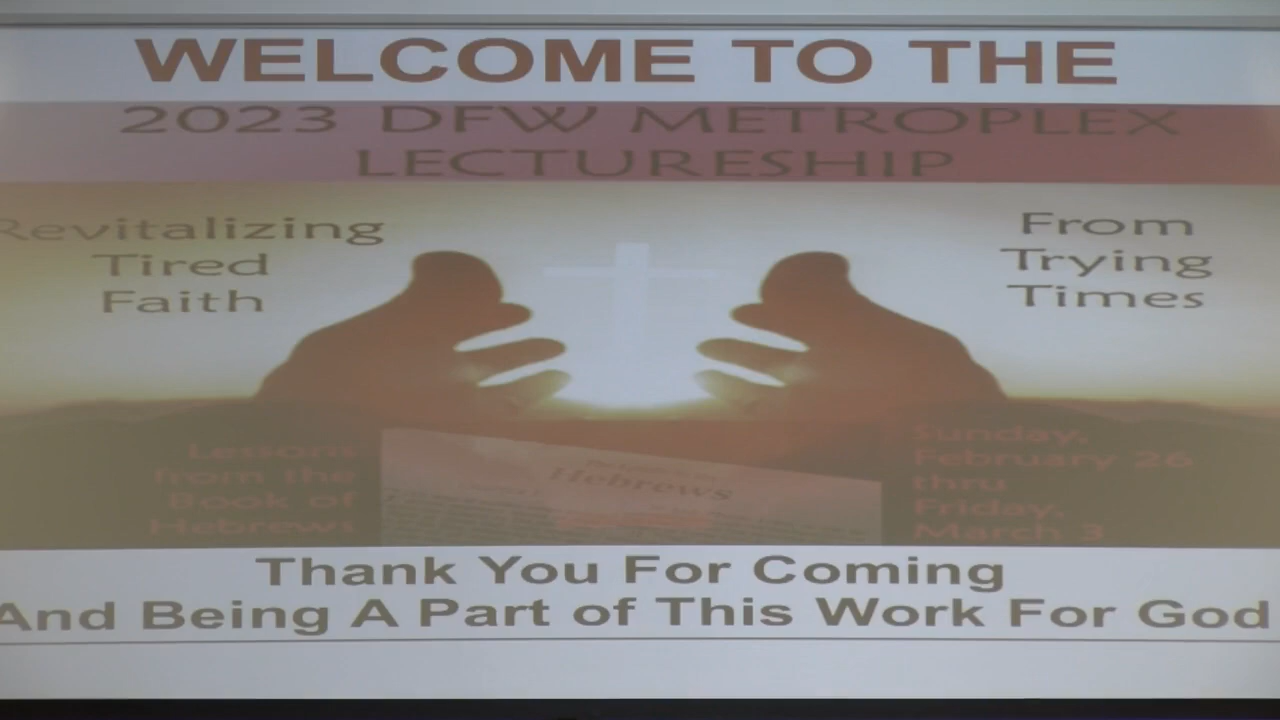 WELCOME TO THE
2023 DFW METROPLEX
LECTURESHIP
Revitalizing
Tired
Faith
From
Trying
Times
Lessons
from the
Book of
Hebrews
Hebrews
Sunday,
February 26
thru
Friday,
March 3
Thank You For Coming
And Being A Part of This Work For God